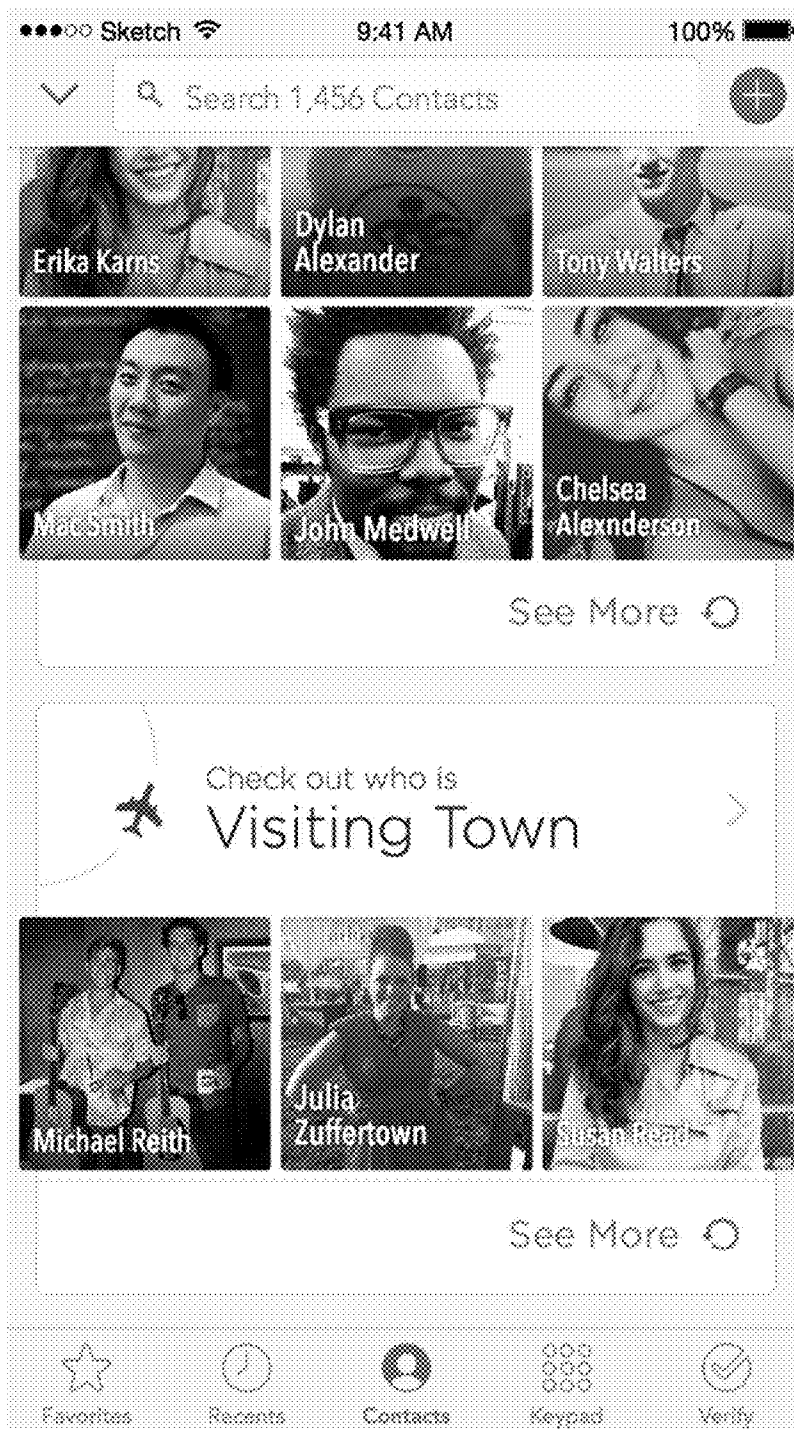 Sketch 9:41 AM 100%
Search 1,456 Contacts
Erika Karns
Dylan
Alexander
Tony Walters
Mac Smith
John Medwell
Chelsea
Alexnderson
See More
Check out who is
Visiting Town
Michael Reith
Julia
Zuffertown
Susan Read
See More
Favorites Recents Contacts Keypad Verify